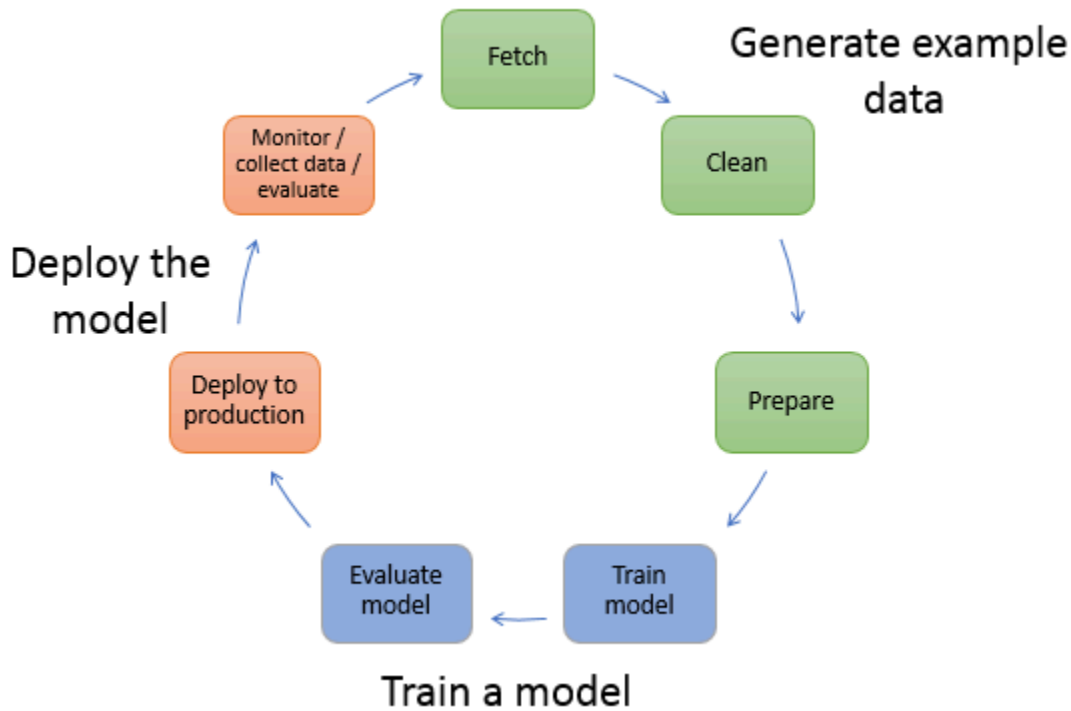 Fetch
Generate example
data
Clean
Monitor /
collect data /
evaluate
Deploy the
model
Prepare
Deploy to
production
Train
model
Evaluate
model
Train a model